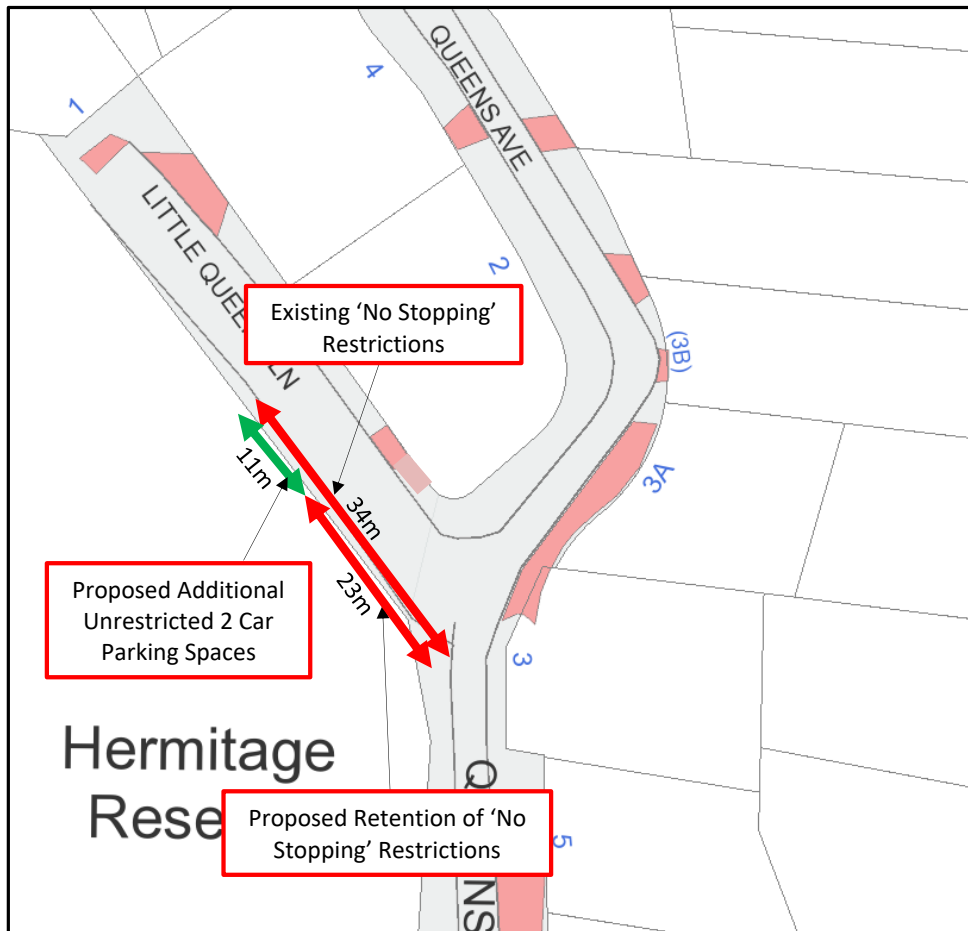 QUEENS AVE
4
1
LITTLE QUEE
LN
2
Existing ‘No Stopping’
Restrictions
(3B)
3A
11m
34m
23m
Proposed Additional
Unrestricted 2 Car
Parking Spaces
3
Hermitage
Rese
Q
NS
Proposed Retention of ‘No
Stopping’ Restrictions
5